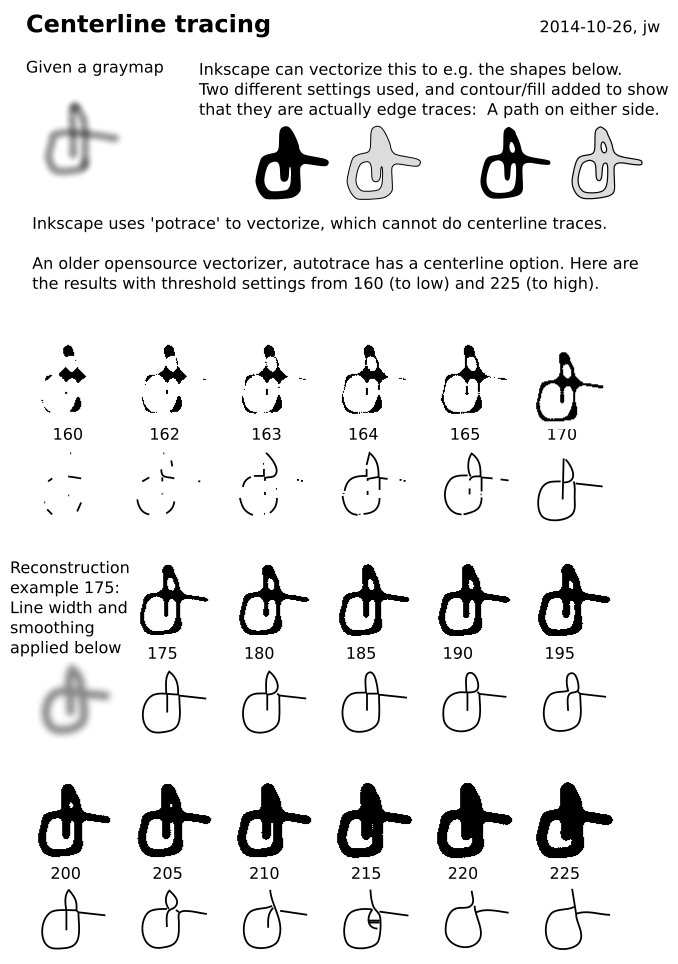 Centerline tracing
2014-10-26, jw
Given a graymap
Inkscape can vectorize this to e.g. the shapes below.
Two different settings used, and contour/fill added to show
that they are actually edge traces:  A path on either side.
Inkscape uses 'potrace' to vectorize, which cannot do centerline traces.
An older opensource vectorizer, autotrace has a centerline option. Here are
the results with threshold settings from 160 (to low) and 225 (to high).
160 162 163 164 165 170
Reconstruction
example 175:
Line width and
smoothing
applied below
175 180 185 190 195
200 205 210 215 220 225